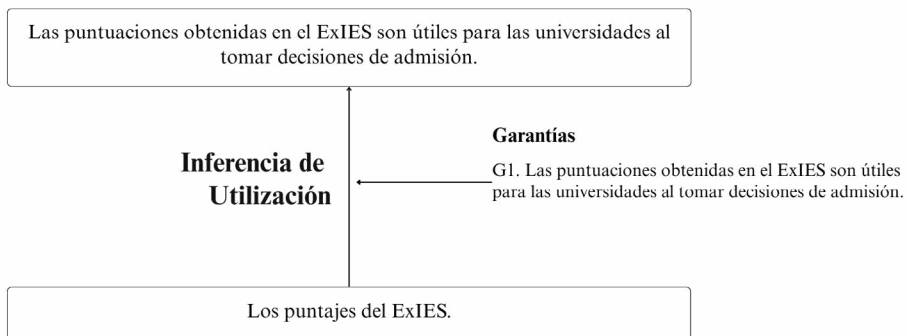 Las puntuaciones obtenidas en el ExIES son útiles para las universidades al
tomar decisiones de admisión.
Garantías
Inferencia de
Utilización
G1. Las puntuaciones obtenidas en el ExIES son útiles
para las universidades al tomar decisiones de admisión.
Los puntajes del ExIES.